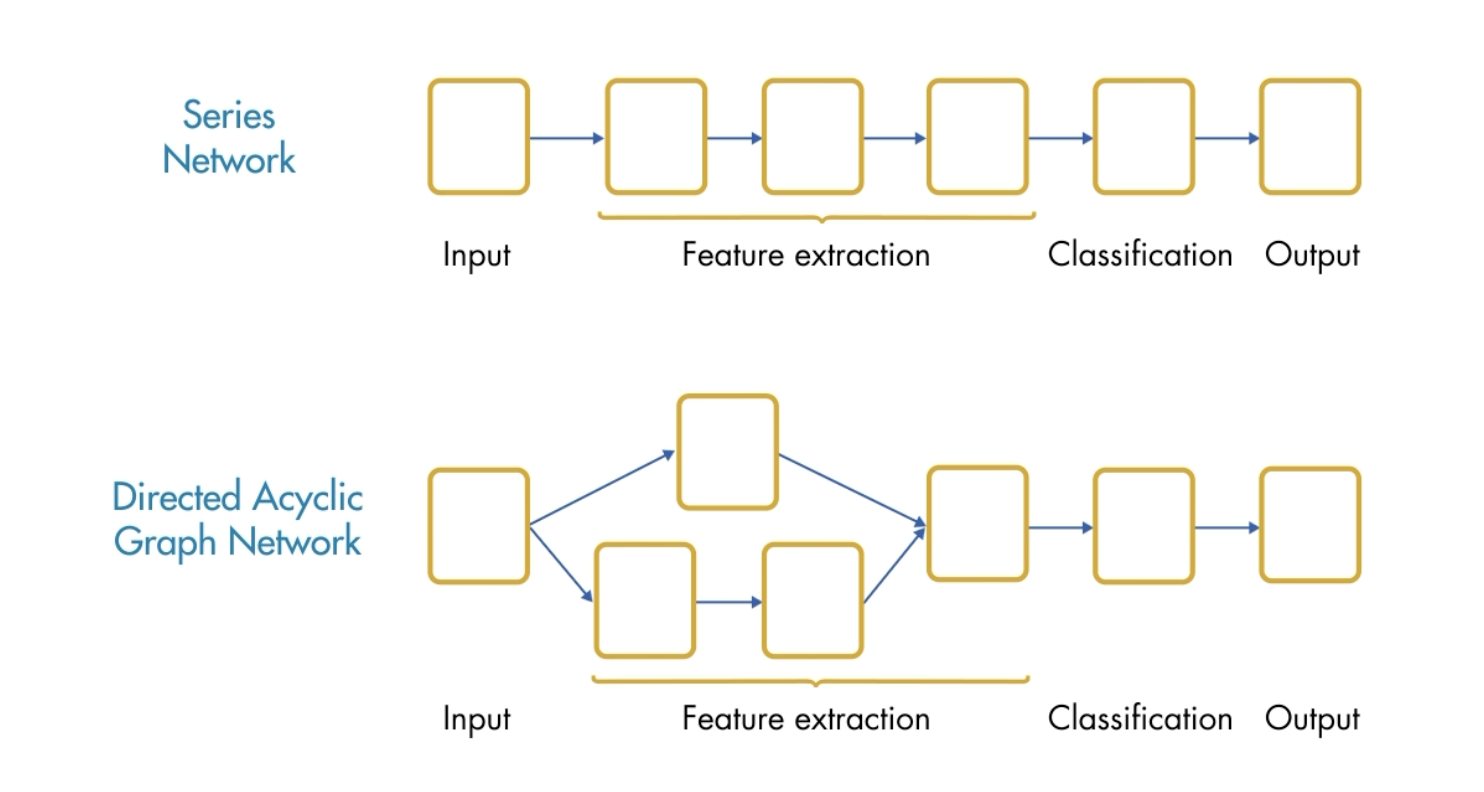 Series
Network
Input
Feature extraction
Classification
Output
Directed Acyclic
Graph Network
Input
Feature extraction
Classification
Output